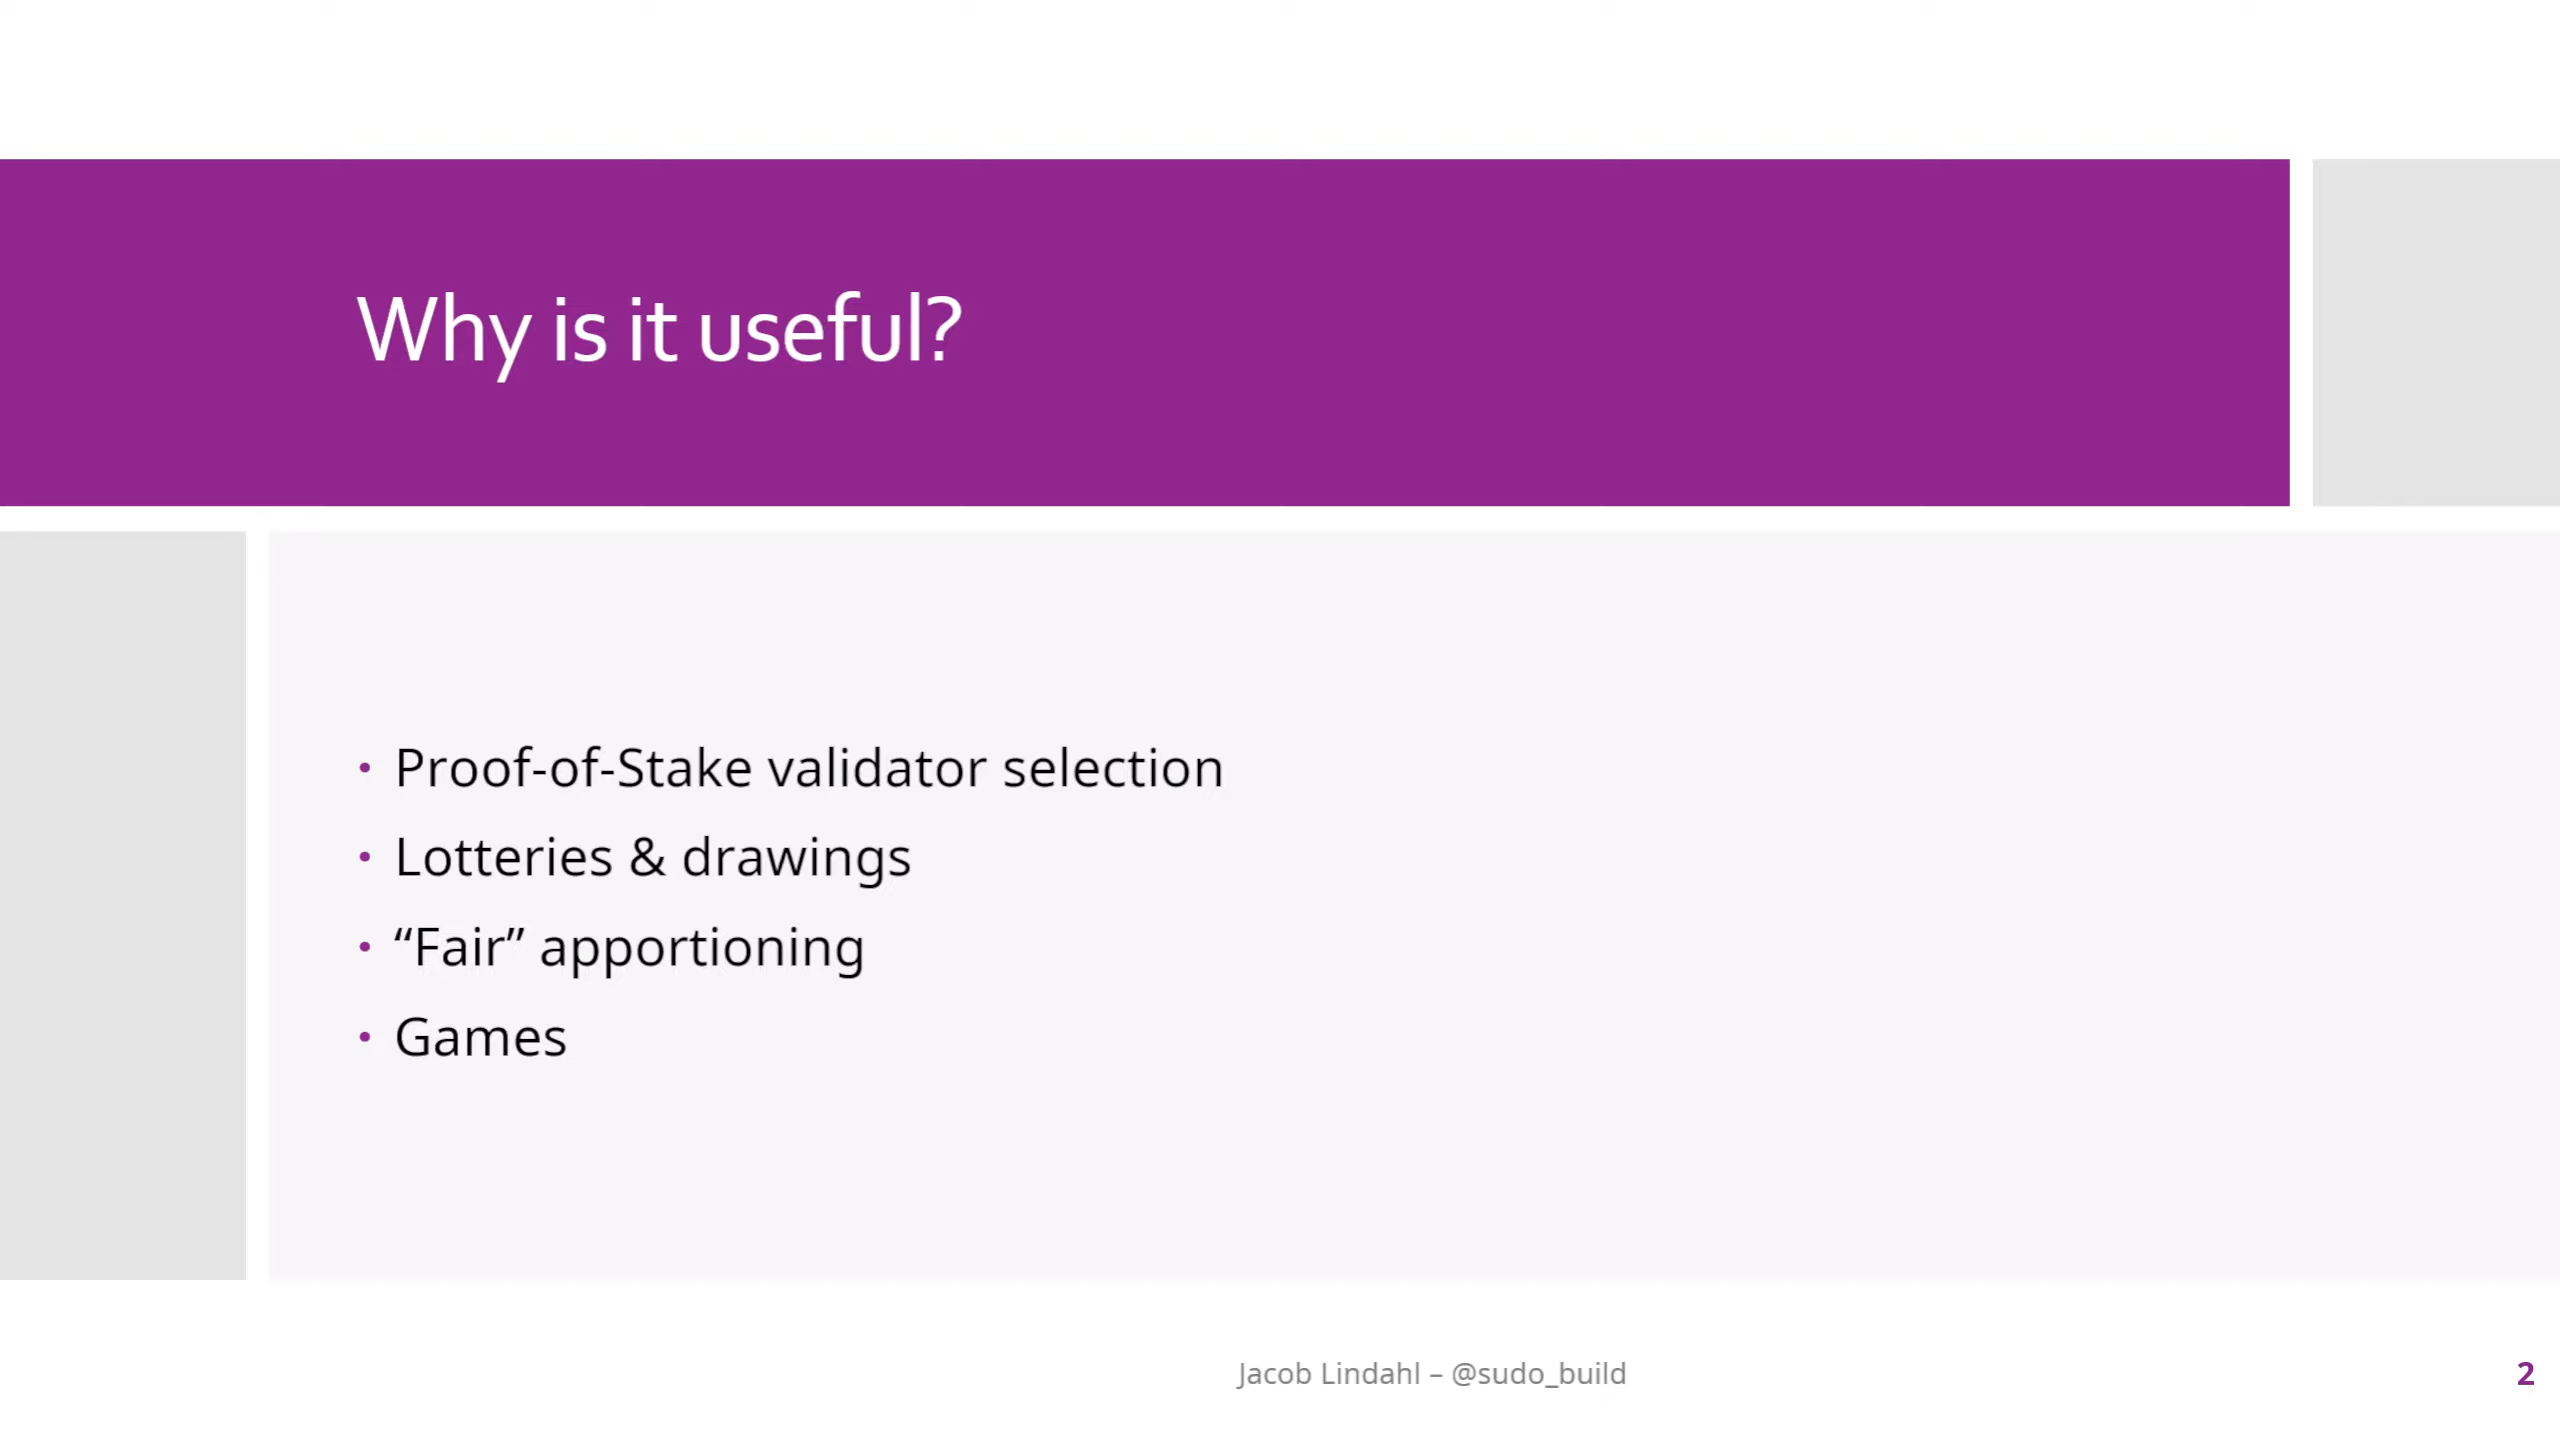 Why is it useful?
• Proof-of-Stake validator selection
• Lotteries & drawings
• “Fair” apportioning
• Games
Jacob Lindahl – @sudo_build
2